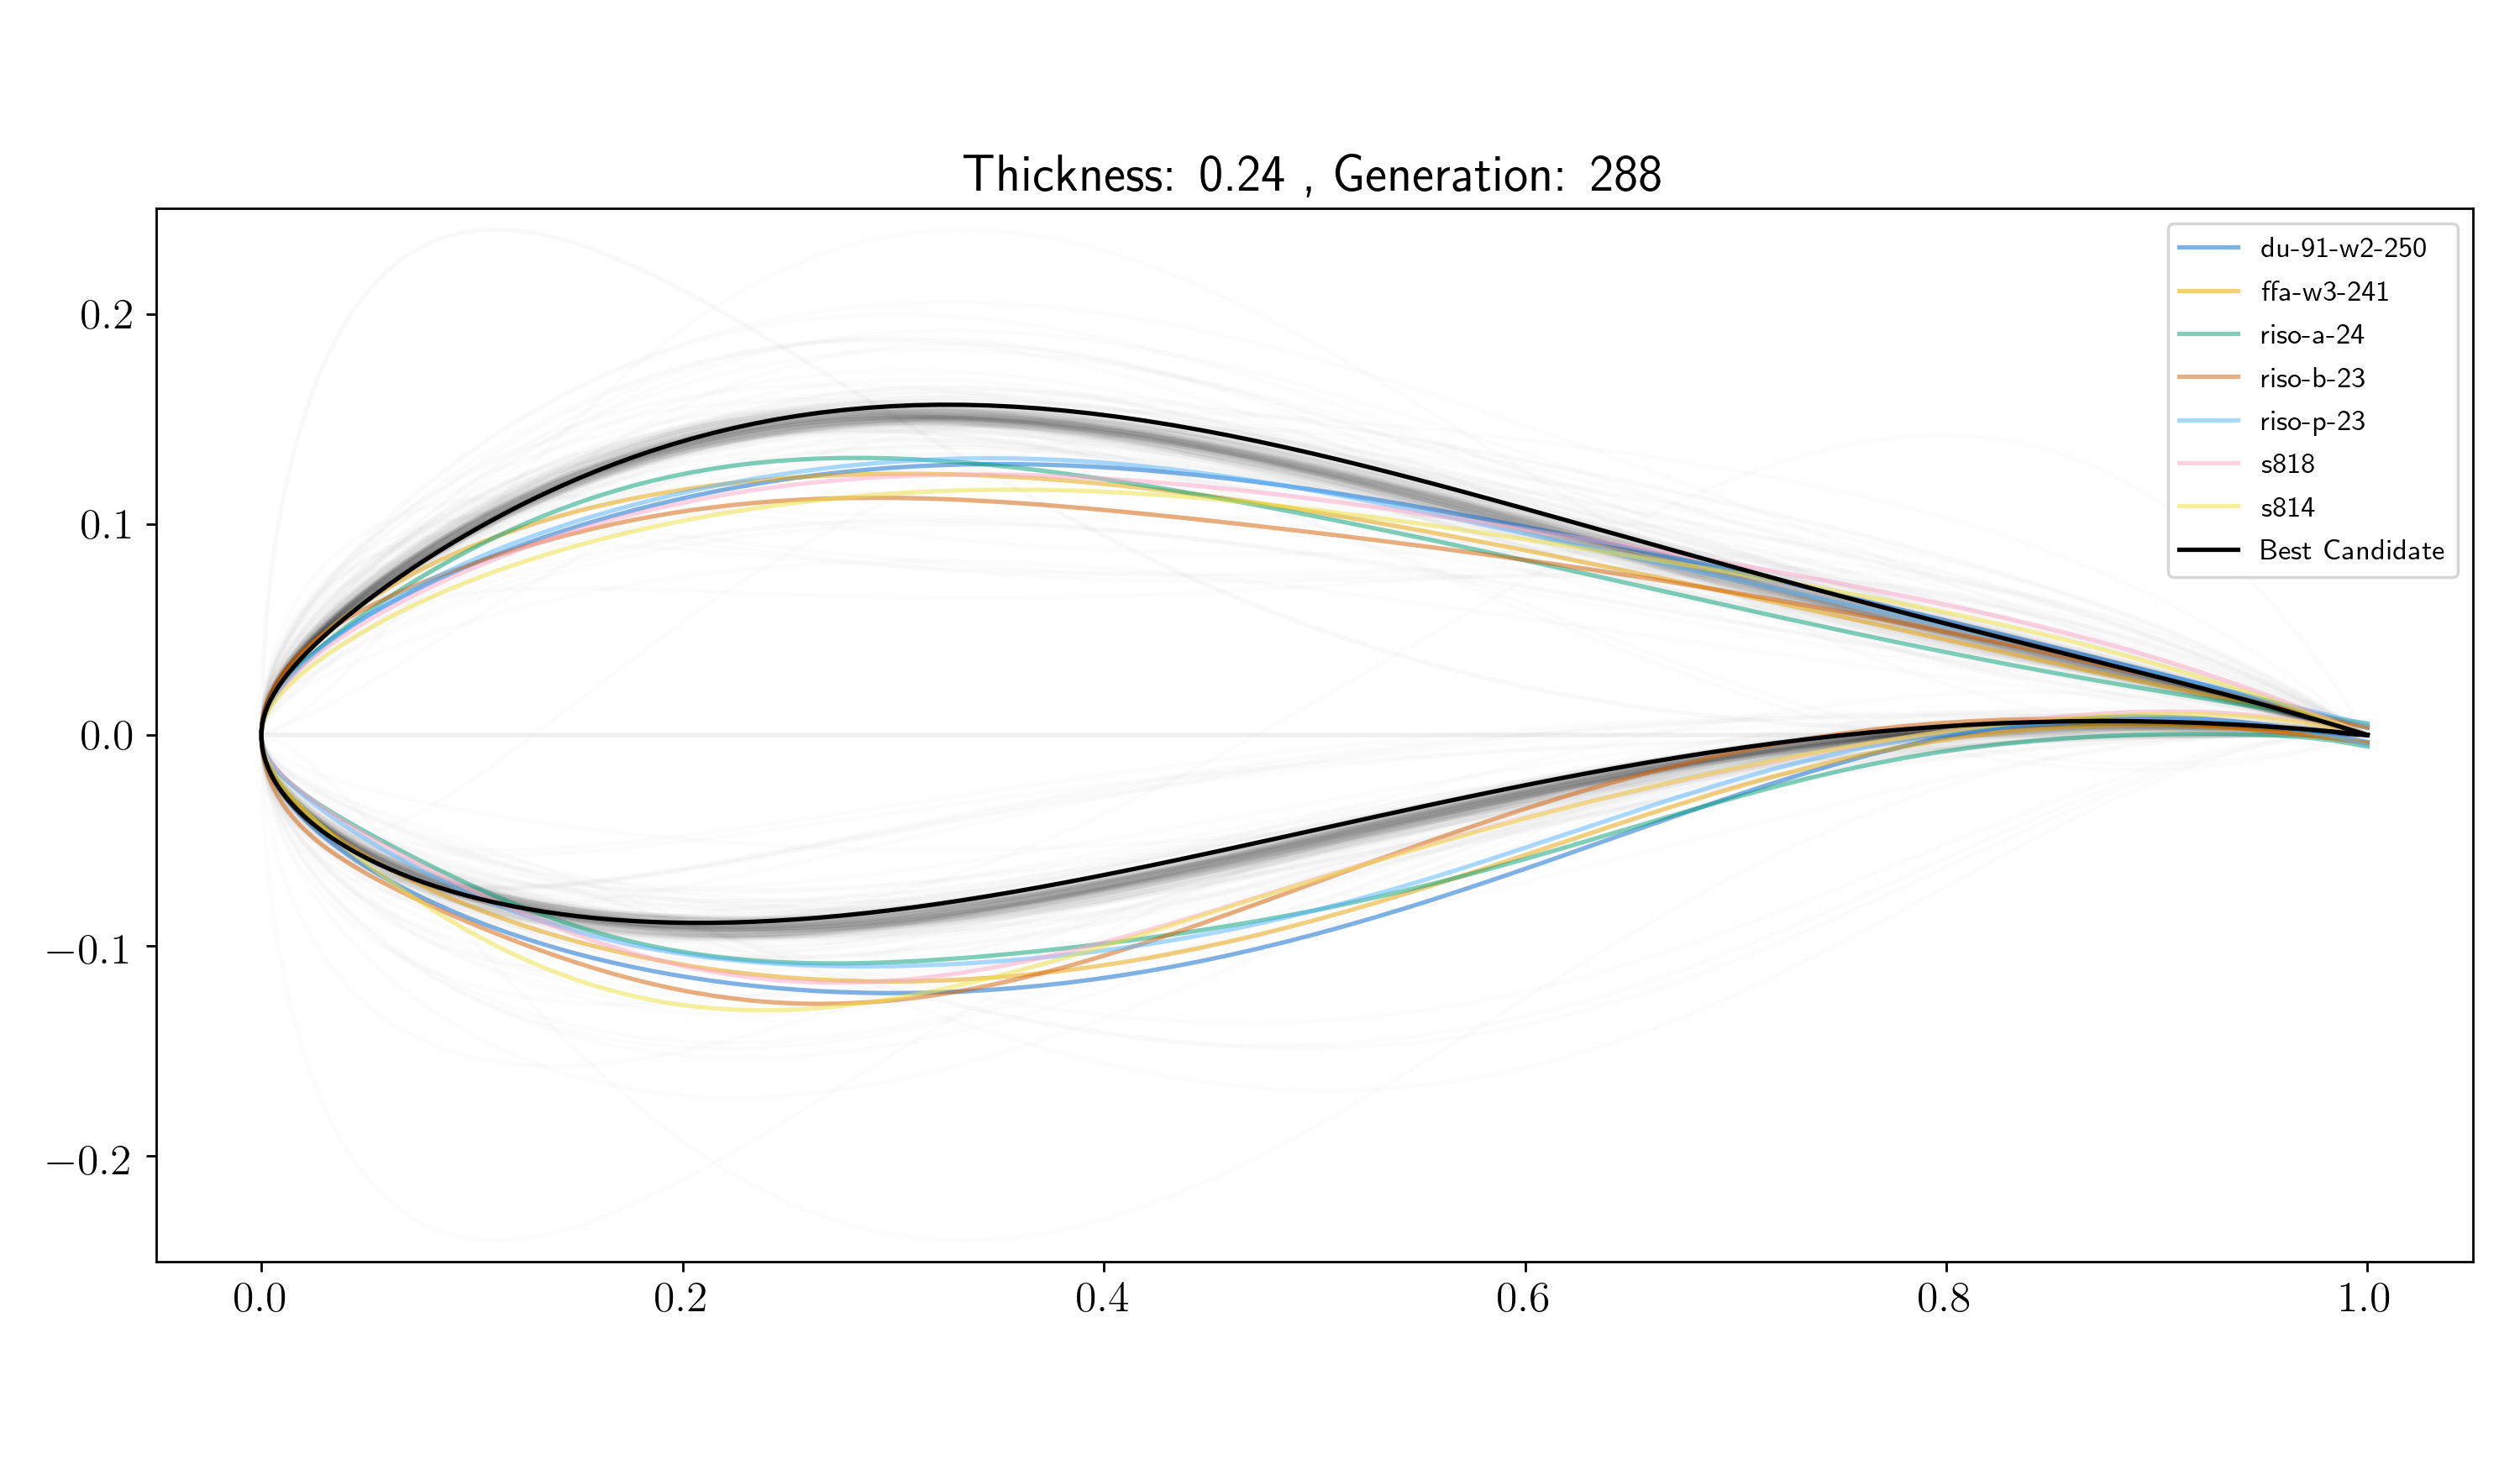 Thickness: 0.24 , Generation: 288
du-91-w2-250
ffa-w3-241
riso-a-24
riso-b-23
riso-p-23
s818
s814
Best Candidate
0.2
0.1
0.0
−0.1
−0.2
0.0 0.2 0.4 0.6 0.8 1.0